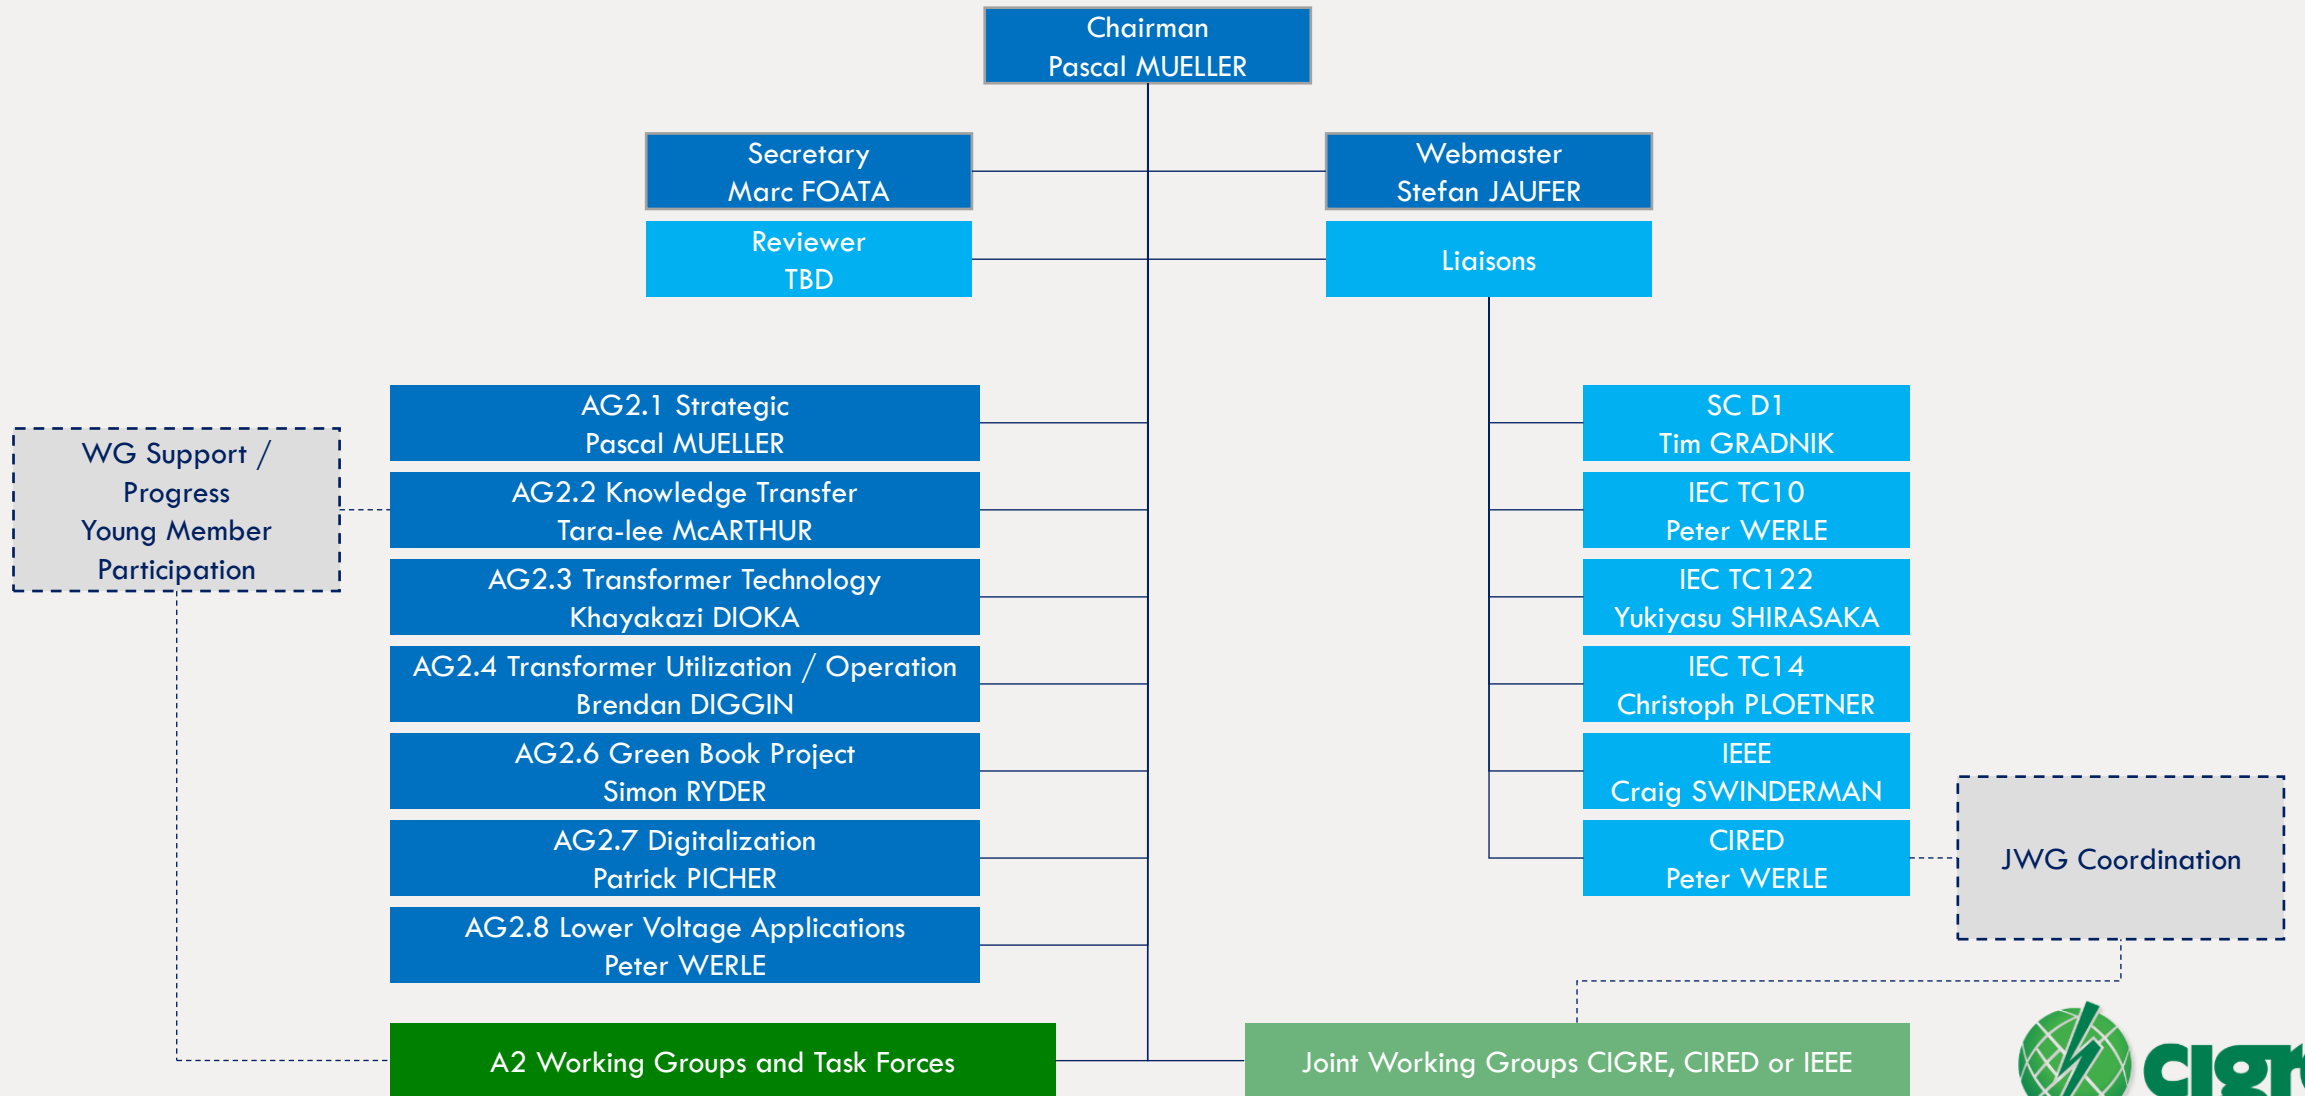 Chairman
Pascal MUELLER
Secretary
Marc FOATA
Webmaster
Stefan JAUFER
Reviewer
TBD
Liaisons
AG2.1 Strategic
Pascal MUELLER
AG2.2 Knowledge Transfer
Tara-lee McARTHUR
AG2.3 Transformer Technology
Khayakazi DIOKA
AG2.4 Transformer Utilization / Operation
Brendan DIGGIN
AG2.6 Green Book Project
Simon RYDER
AG2.7 Digitalization
Patrick PICHER
AG2.8 Lower Voltage Applications
Peter WERLE
WG Support /
Progress
Young Member
Participation
SC D1
Tim GRADNIK
IEC TC10
Peter WERLE
IEC TC122
Yukiyasu SHIRASAKA
IEC TC14
Christoph PLOETNER
IEEE
Craig SWINDERMAN
CIRED
Peter WERLE
JWG Coordination
A2 Working Groups and Task Forces
Joint Working Groups CIGRE, CIRED or IEEE
cigre